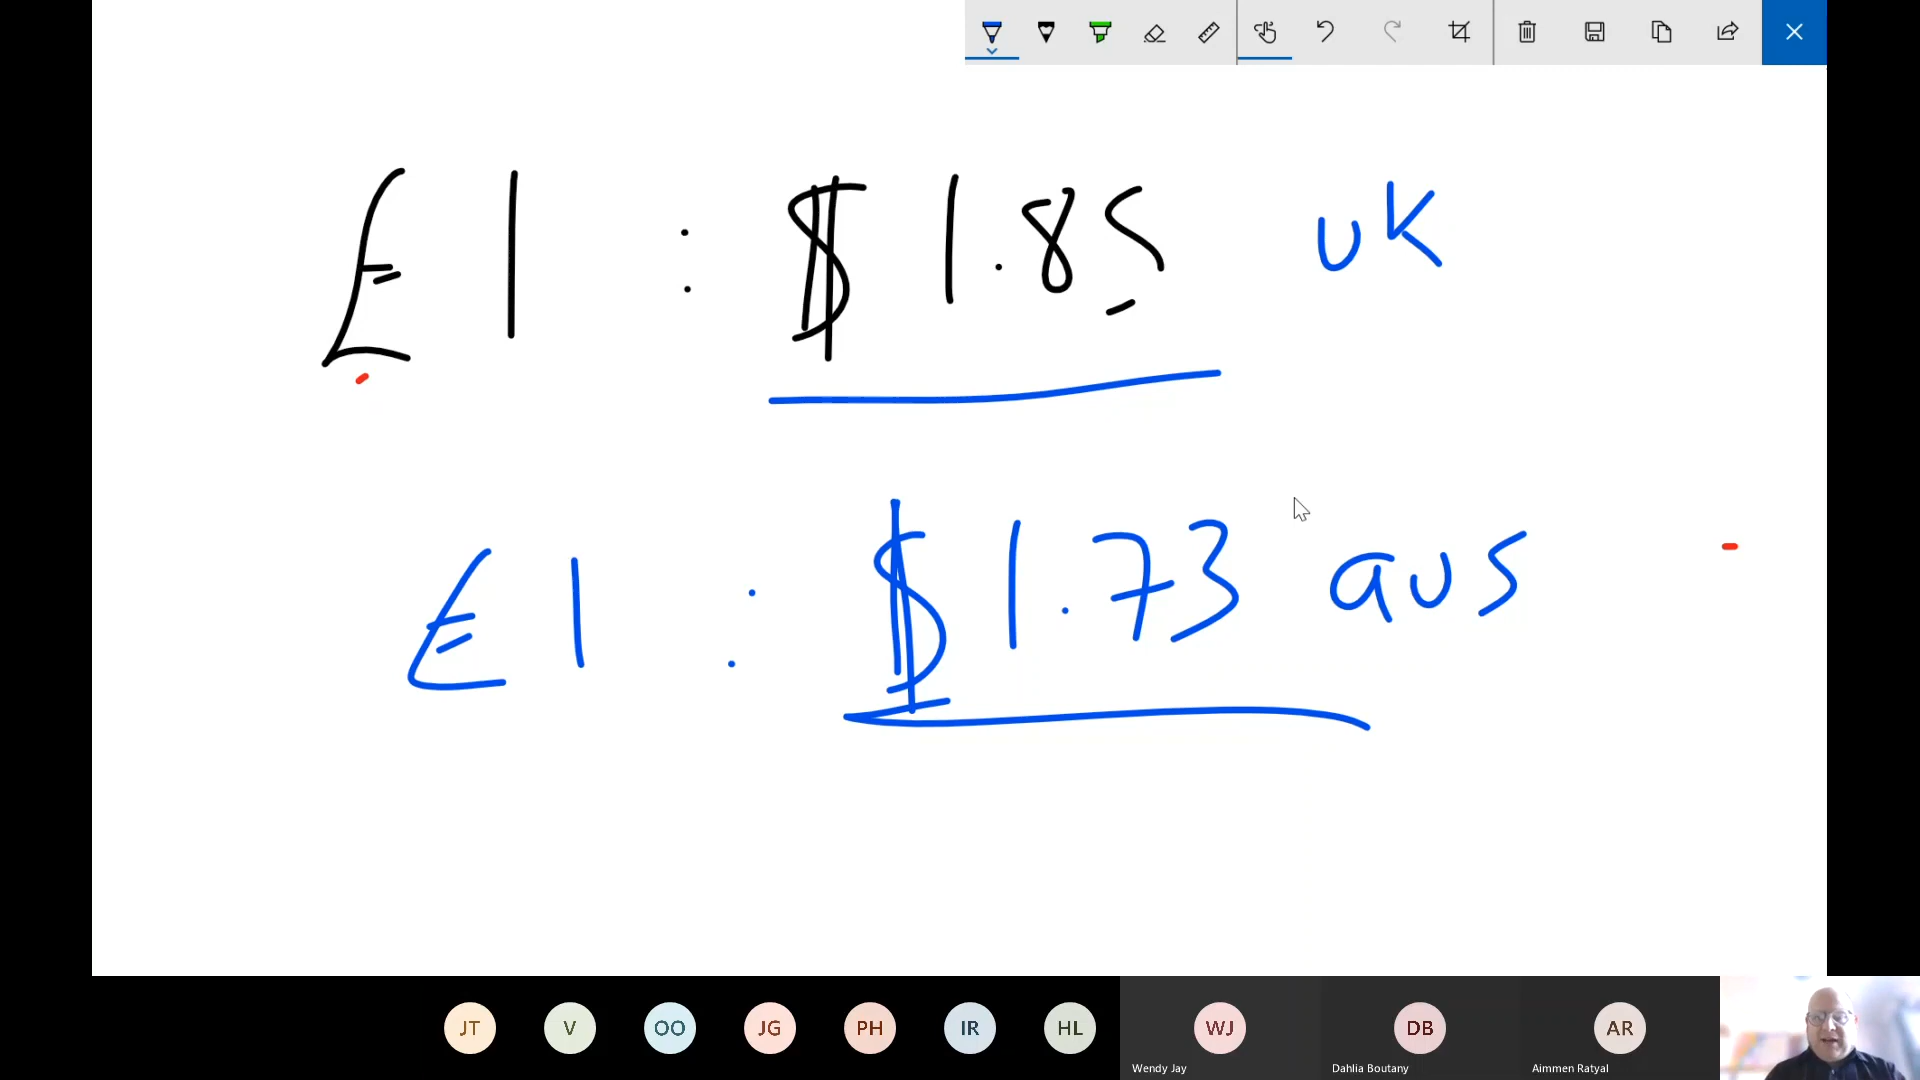 £ 1 : $ 1.85 uk
£ 1 : $ 1.73 aus
JT V OO JG PH IR HL WJ DB AR
Wendy Jay Dahlia Boutany Aimmen Ratyal